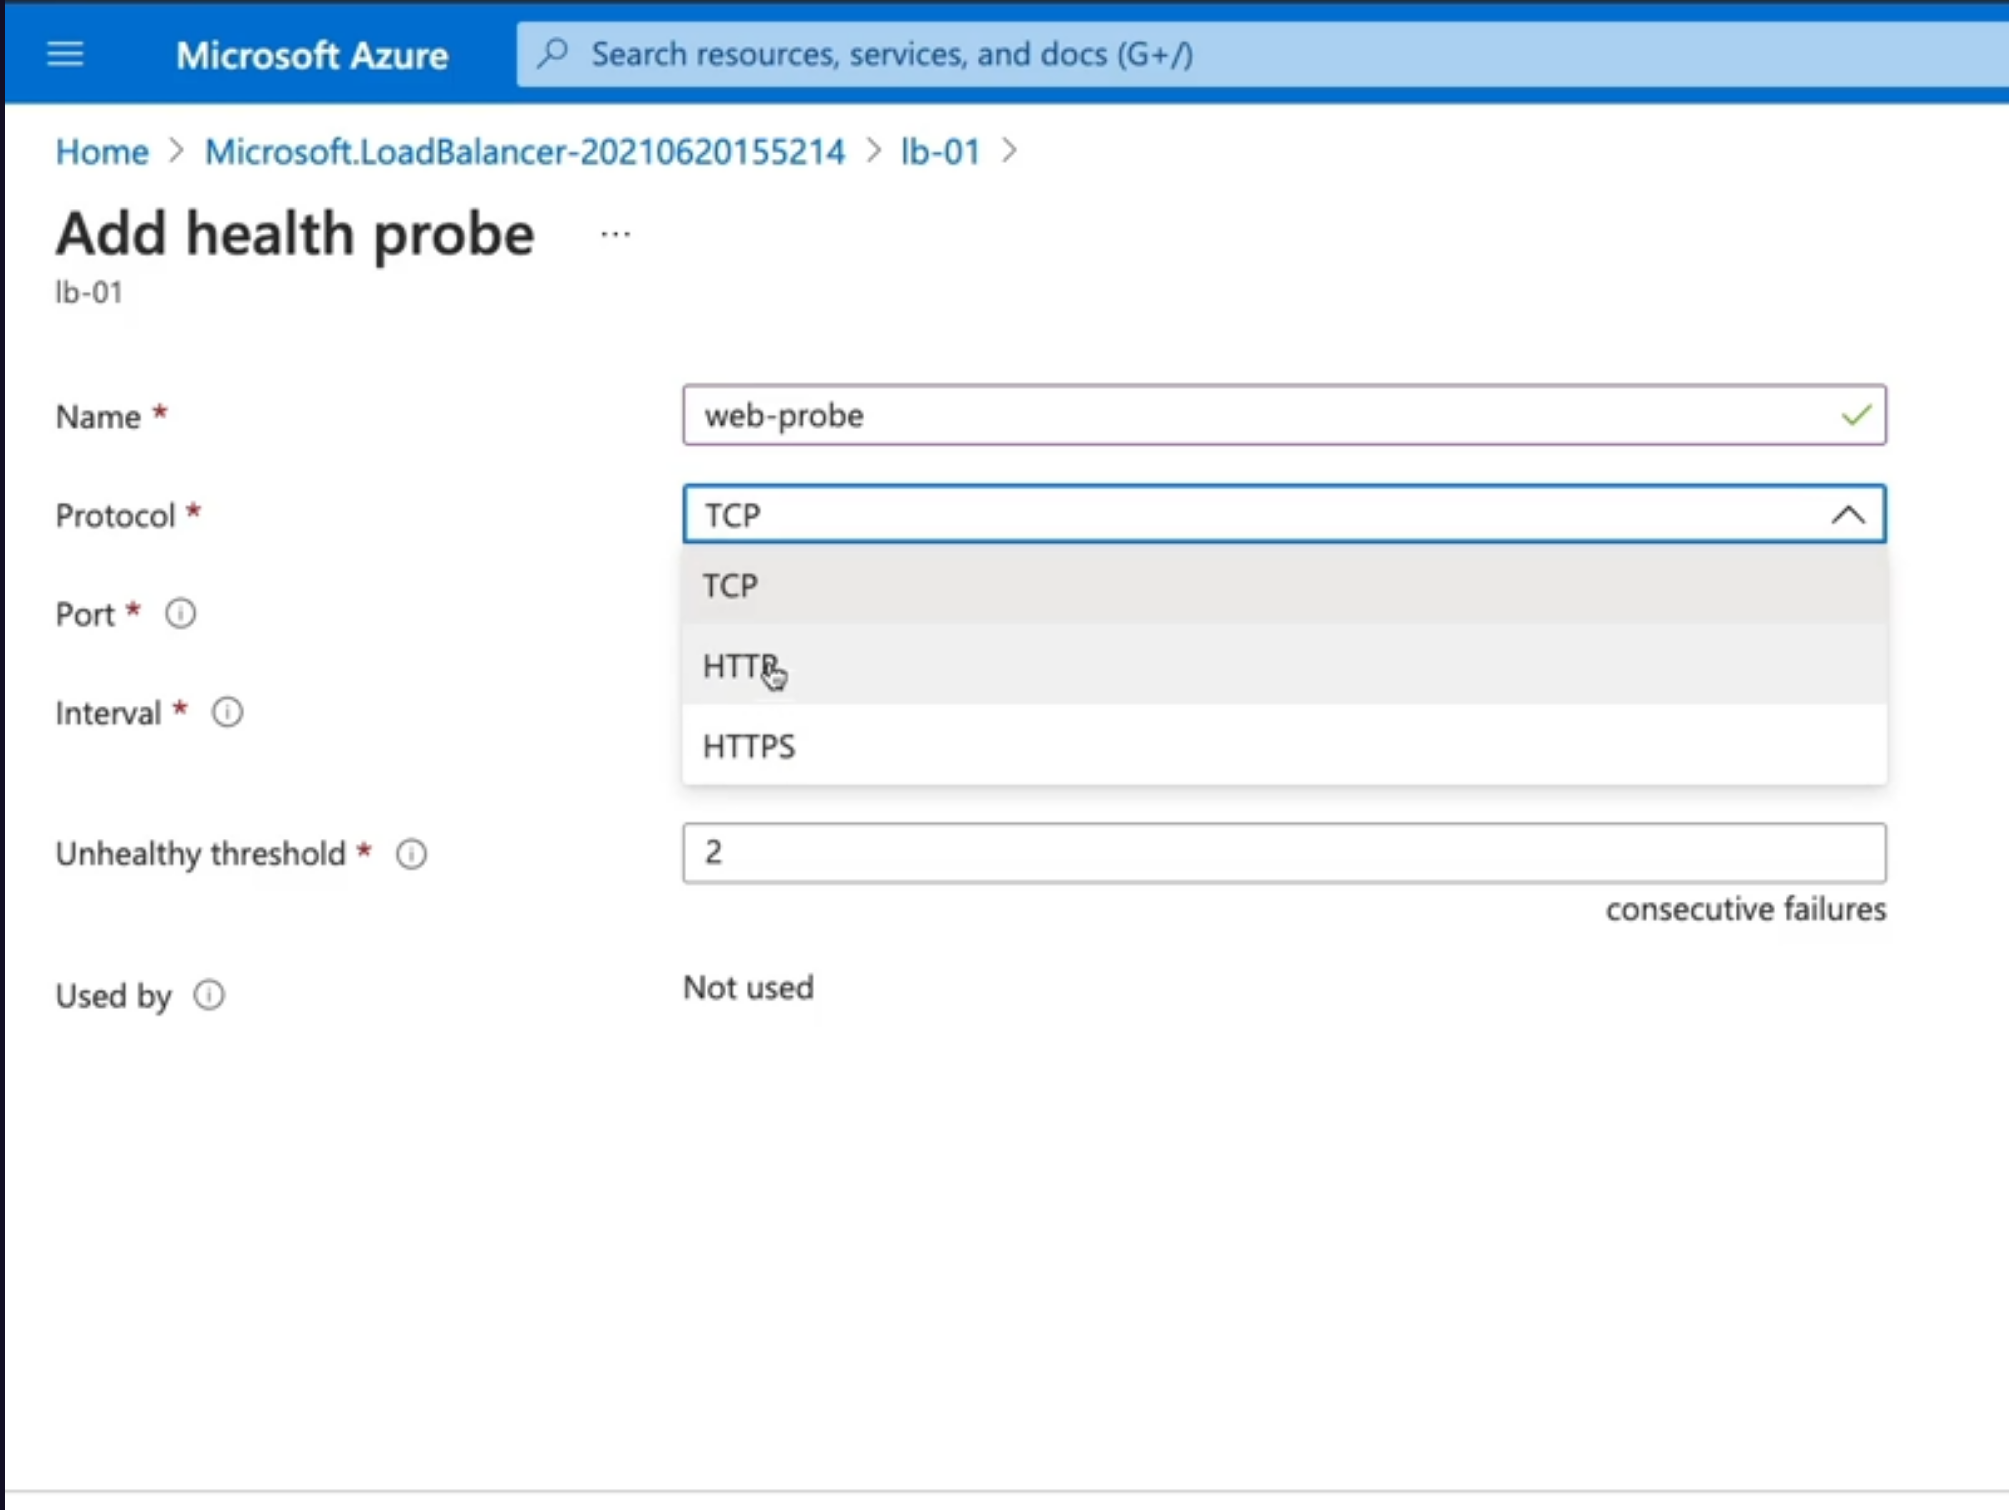 Microsoft Azure
Search resources, services, and docs (G+/)
Home > Microsoft.LoadBalancer-20210620155214 > lb-01 >
Add health probe ...
lb-01
Name * web-probe
Protocol * TCP
TCP
Port *
HTTP
Interval *
HTTPS
Unhealthy threshold * 2
consecutive failures
Used by Not used